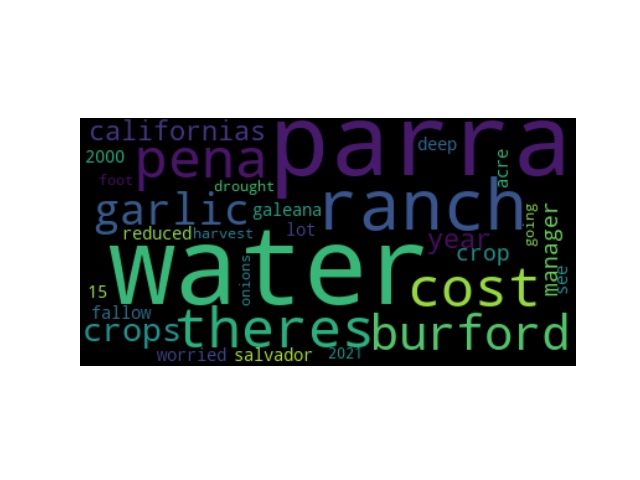 californias parra
2000 pena deep
foot drought acre
garlic galeana ranch going manager
reduced harvest lot year
water onions crop see
15 cost
fallow
crops theres burford
worried salvador 2021